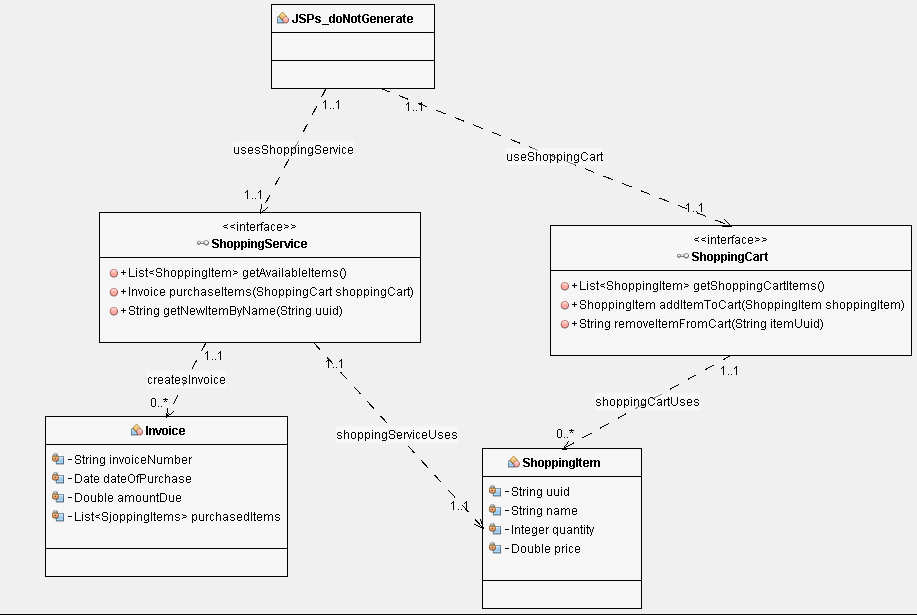 JSPs_doNotGenerate
1..1
1..1
usesShoppingService
useShoppingCart
1..1
1..1
<<interface>>
ShoppingService
+List<ShoppingItem> getAvailableItems()
+Invoice purchaseItems(ShoppingCart shoppingCart)
+String getNewItemByName(String uuid)
<<interface>>
ShoppingCart
+List<ShoppingItem> getShoppingCartItems()
+ShoppingItem addItemToCart(ShoppingItem shoppingItem)
+String removeItemFromCart(String itemUuid)
1..1
1..1
1..1
createsInvoice
shoppingCartUses
0..*
shoppingServiceUses
0..*
1..1
Invoice
-String invoiceNumber
-Date dateOfPurchase
-Double amountDue
-List<SjoppingItems> purchasedItems
ShoppingItem
-String uuid
-String name
-Integer quantity
-Double price